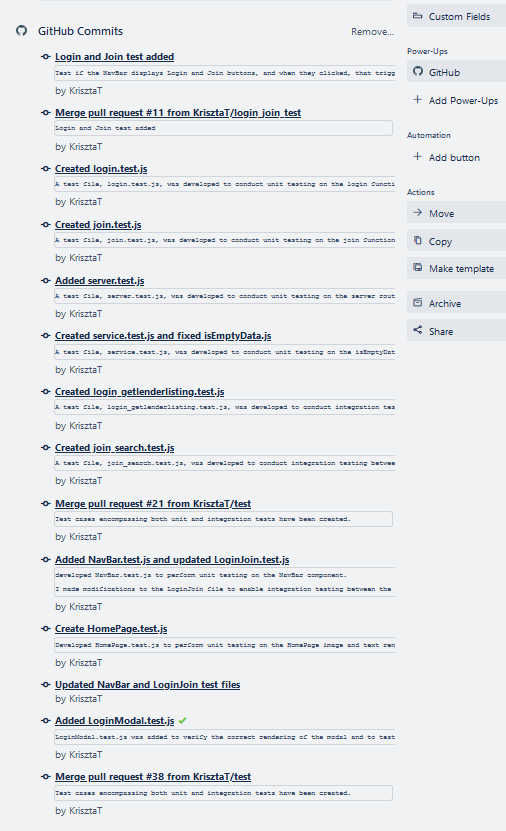 GitHub Commits
Remove...
Login and Join test added
Test if the NavBar displays Login and Join buttons, and when they clicked, that trigg
by KrisztaT
Merge pull request #11 from KrisztaT/login_join_test
Login and Join test added
by KrisztaT
Created login.test.js
A test file, login.test.js, was developed to conduct unit testing on the login functi
by KrisztaT
Created join.test.js
A test file, join.test.js, was developed to conduct unit testing on the join function
by KrisztaT
Added server.test.js
A test file, server.test.js, was developed to conduct unit testing on the server rout
by KrisztaT
Created service.test.js and fixed isEmptyData.js
A test file, service.test.js, was developed to conduct unit testing on the isEmptyDat
by KrisztaT
Created login_getlenderlisting.test.js
A test file, login_getlenderlisting.test.js, was developed to conduct integration tes
by KrisztaT
Created join_search.test.js
A test file, join_search.test.js, was developed to conduct integration testing betwee
by KrisztaT
Merge pull request #21 from KrisztaT/test
Test cases encompassing both unit and integration tests have been created.
by KrisztaT
Added NavBar.test.js and updated LoginJoin.test.js
developed NavBar.test.js to perform unit testing on the NavBar component.
I made modifications to the LoginJoin file to enable integration testing between the
by KrisztaT
Create HomePage.test.js
Developed HomePage.test.js to perform unit testing on the HomePage image and text ren
by KrisztaT
Updated NavBar and LoginJoin test files
by KrisztaT
Added LoginModal.test.js
LoginModal.test.js was added to verify the correct rendering of the modal and to test
by KrisztaT
Merge pull request #38 from KrisztaT/test
Test cases encompassing both unit and integration tests have been created.
by KrisztaT
Custom Fields
Power-Ups
GitHub
Add Power-Ups
Automation
Add button
Actions
Move
Copy
Make template
Archive
Share